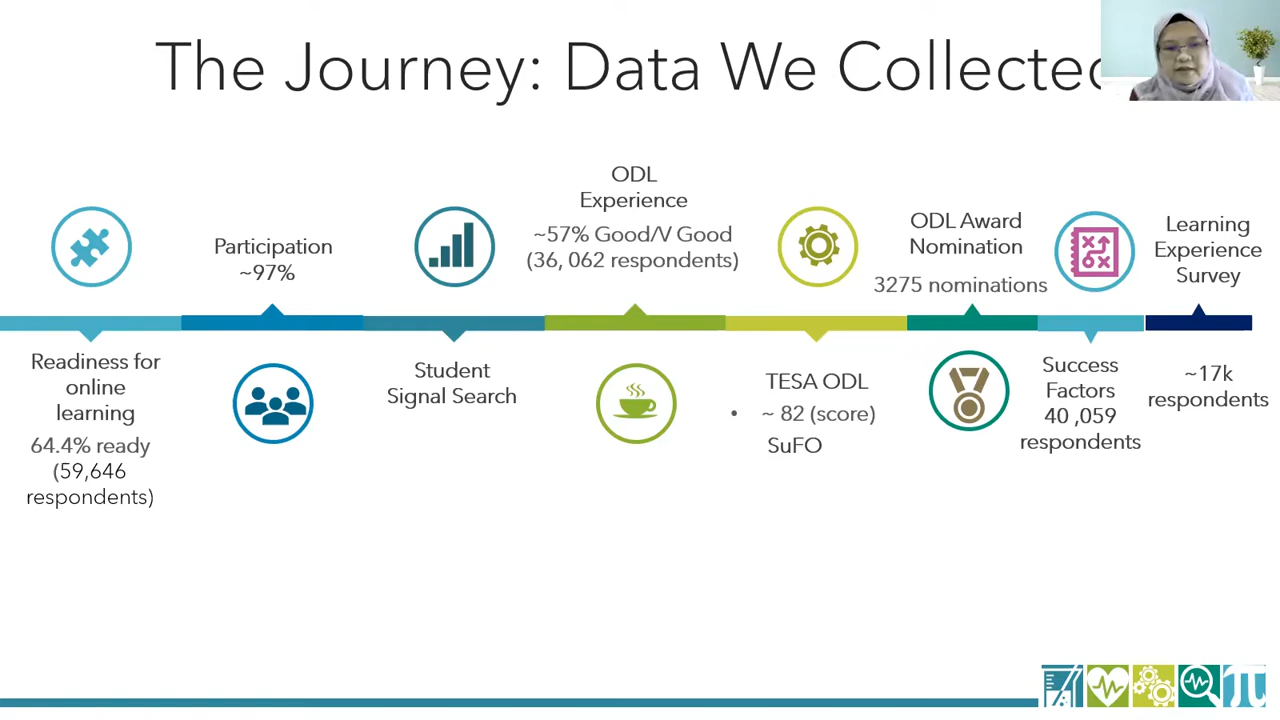 The Journey: Data We Collected
Readiness for
online
learning
64.4% ready
(59,646
respondents)
Participation
~97%
Student
Signal Search
ODL
Experience
~57% Good/V Good
(36, 062 respondents)
TESA ODL
• ~ 82 (score)
SuFO
ODL Award
Nomination
3275 nominations
Success
Factors
40 ,059
respondents
Learning
Experience
Survey
~17k
respondents